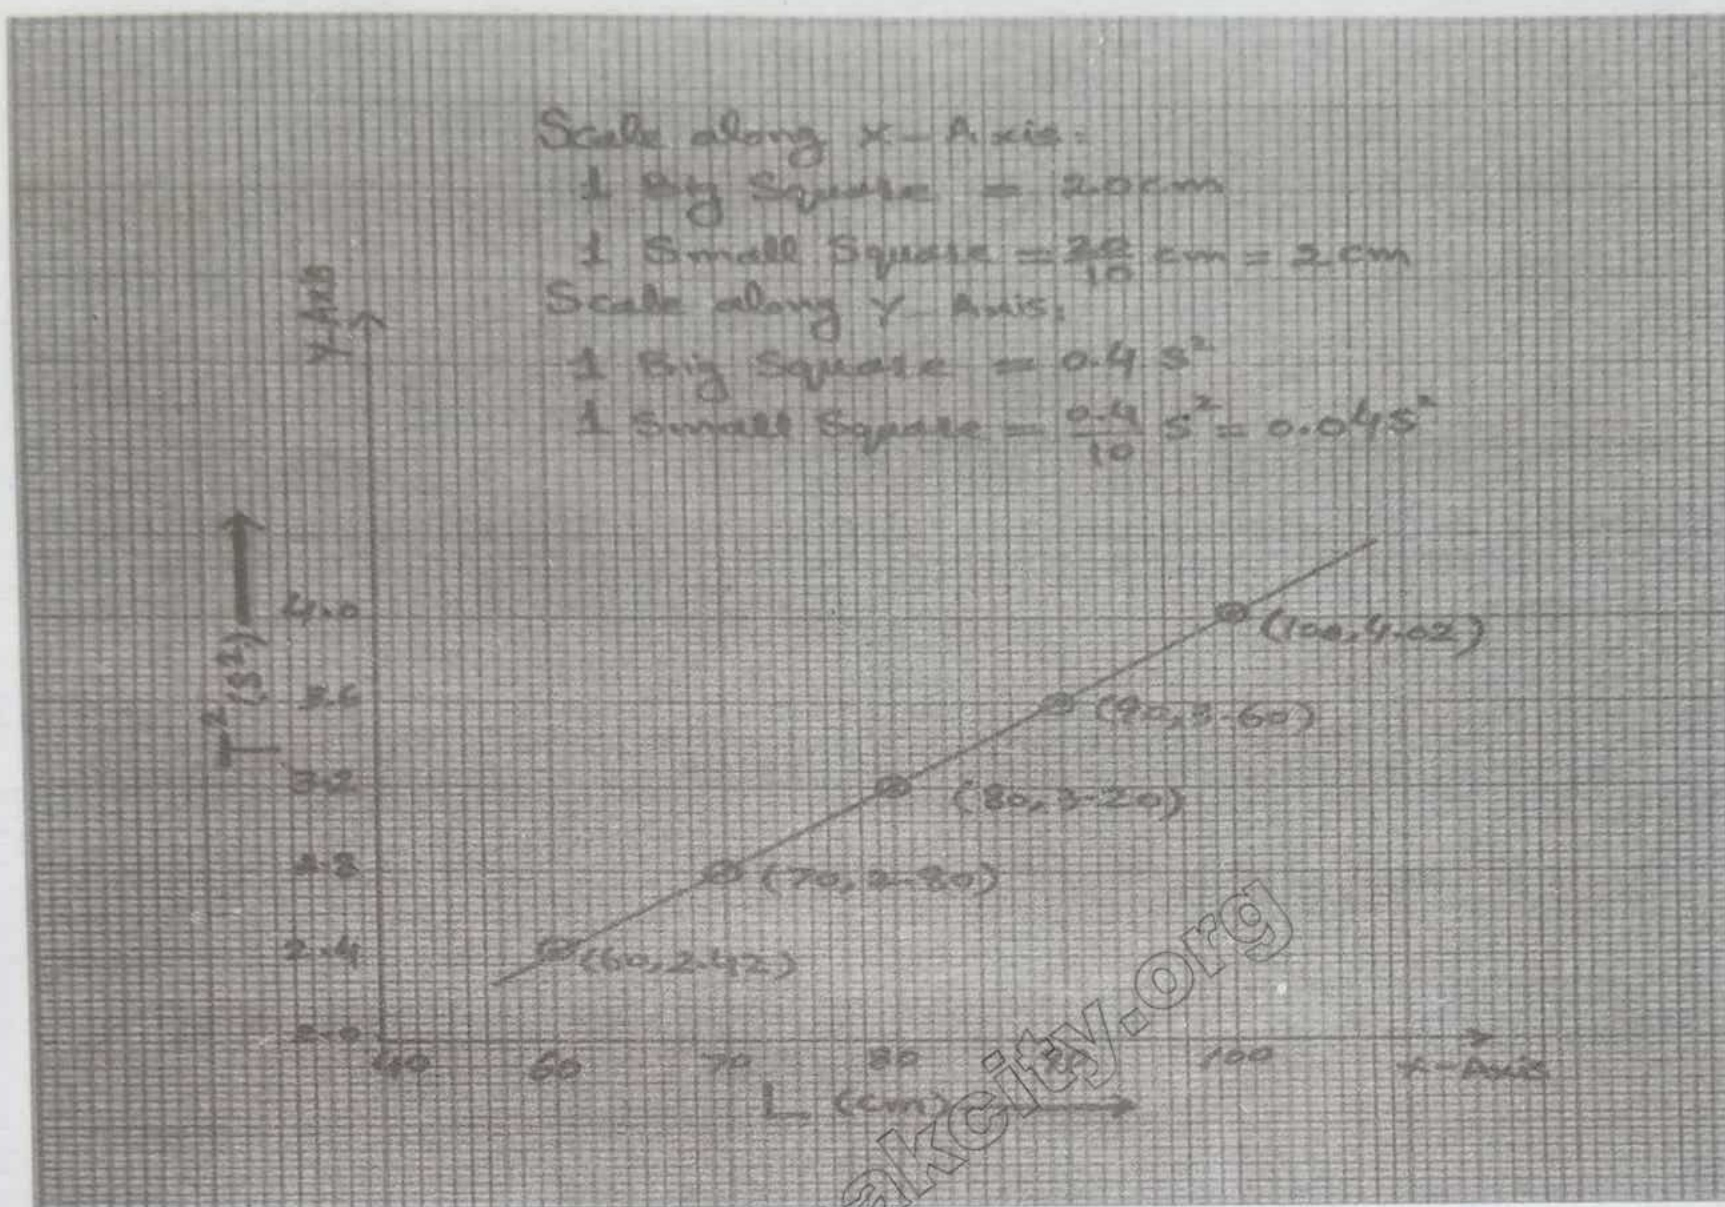 Scale along X-Axis:
1 Big Square = 20cm
1 Small Square = 20/10 cm = 2cm
Scale along Y-Axis:
1 Big Square = 0.4 S²
1 Small Square = 0.4/10 S² = 0.04S²
Y-Axis
T² (S²)
4.0
3.6
3.2
2.8
2.4
2.0
(100, 4.02)
(90, 3.60)
(80, 3.20)
(70, 2.80)
(60, 2.42)
40 60 70 80 90 100
X-Axis
L (cm)
akcity.org